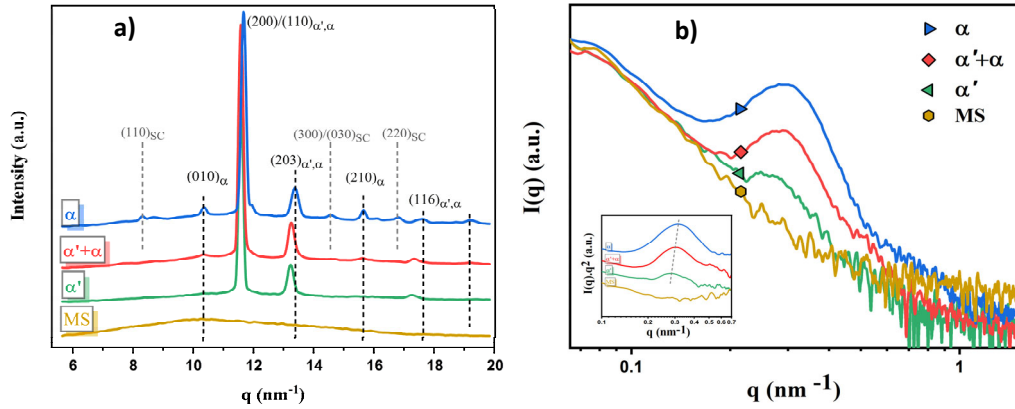 a)
Intensity (a.u.)
(200)/(110)α',α
(110)SC
(010)α
(203)α',α
(300)/(030)SC
(210)α
(220)SC
(116)α',α
α
α'+α
α'
MS
6 8 10 12 14 16 18 20
q (nm⁻¹)
b)
I(q) (a.u.)
α
α'+α
α'
MS
I(q).q² (a.u.)
α
α'+α
α'
MS
0.1 0.2 0.3 0.4 0.5 0.6 0.7
q (nm⁻¹)
0.1 1
q (nm⁻¹)